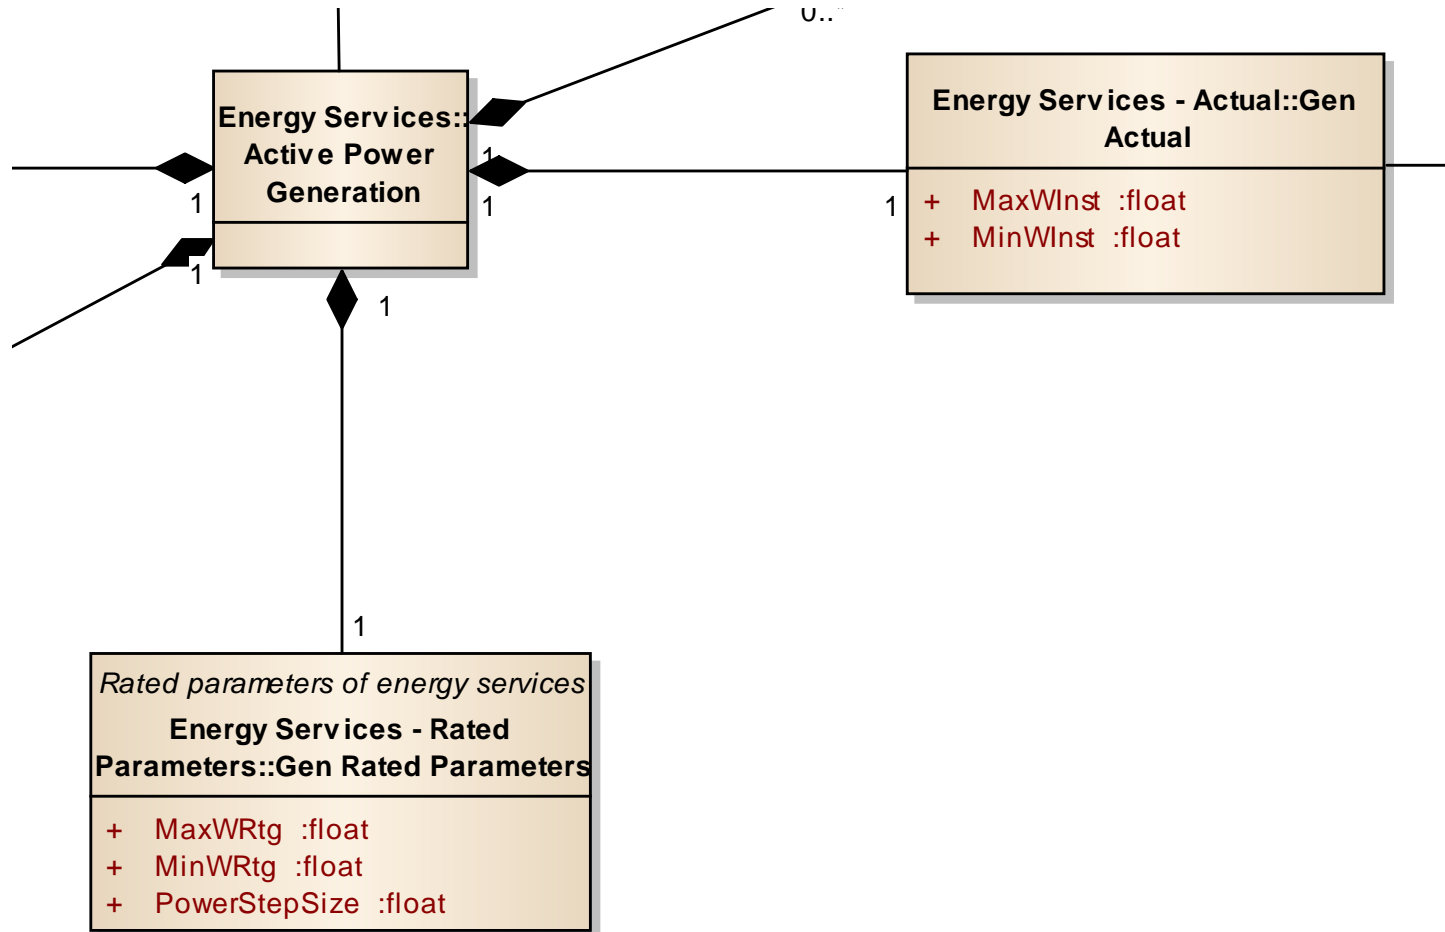 0..*
Energy Services::
Active Power
Generation
1
1
1
1
1
1
Energy Services - Actual::Gen
Actual
+ MaxWInst :float
+ MinWInst :float
1
Rated parameters of energy services
Energy Services - Rated
Parameters::Gen Rated Parameters
+ MaxWRtg :float
+ MinWRtg :float
+ PowerStepSize :float